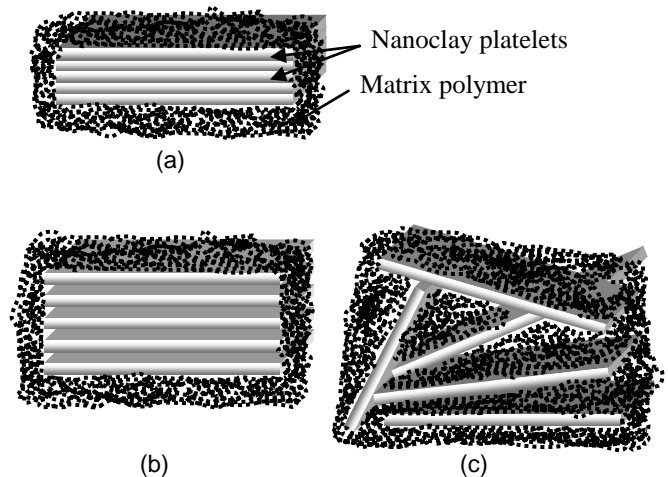 Nanoclay platelets
Matrix polymer
(a)
(b)
(c)